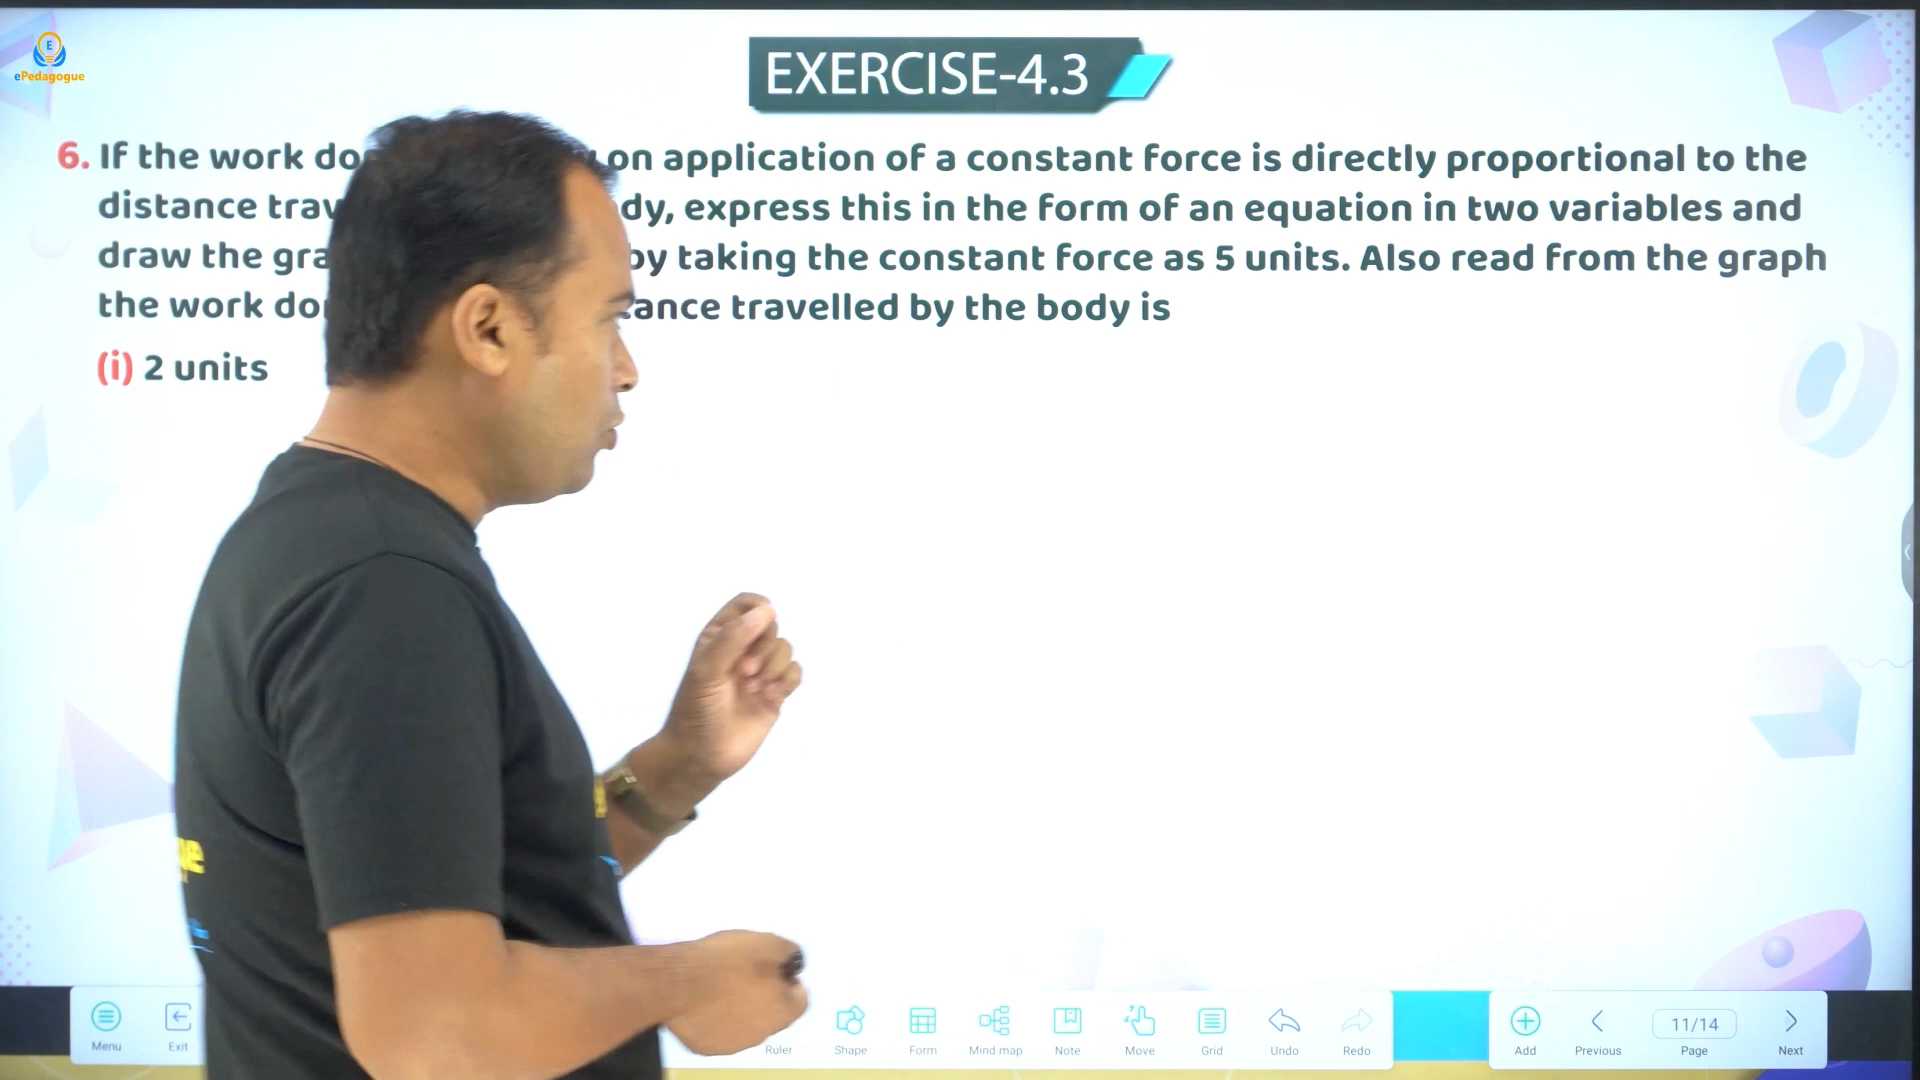 E
ePedagogue
EXERCISE-4.3
6. If the work do on application of a constant force is directly proportional to the
distance trav dy, express this in the form of an equation in two variables and
draw the gra by taking the constant force as 5 units. Also read from the graph
the work do tance travelled by the body is
(i) 2 units
Menu Exit Ruler Shape Form Mind map Note Move Grid Undo Redo Add Previous 11/14 Page Next